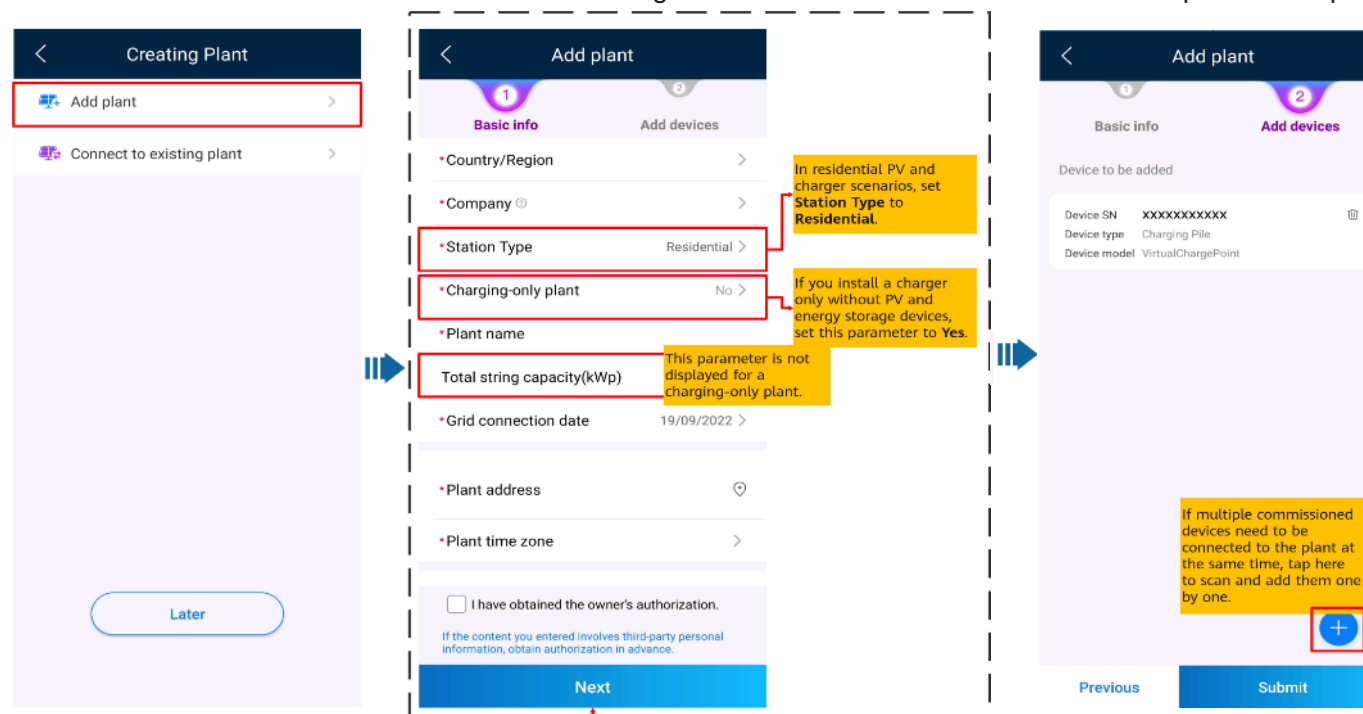 Creating Plant
Add plant
Connect to existing plant
Later
Add plant
1
2
Basic info
Add devices
*Country/Region
*Company
*Station Type
Residential
*Charging-only plant
No
*Plant name
Total string capacity(kWp)
*Grid connection date
19/09/2022
*Plant address
*Plant time zone
I have obtained the owner's authorization.
If the content you entered involves third-party personal
information, obtain authorization in advance.
Next
In residential PV and
charger scenarios, set
Station Type to
Residential.
If you install a charger
only without PV and
energy storage devices,
set this parameter to Yes.
This parameter is not
displayed for a
charging-only plant.
Add plant
1
2
Basic info
Add devices
Device to be added
Device SN XXXXXXXXXXX
Device type Charging Pile
Device model VirtualChargePoint
If multiple commissioned
devices need to be
connected to the plant at
the same time, tap here
to scan and add them one
by one.
Previous
Submit